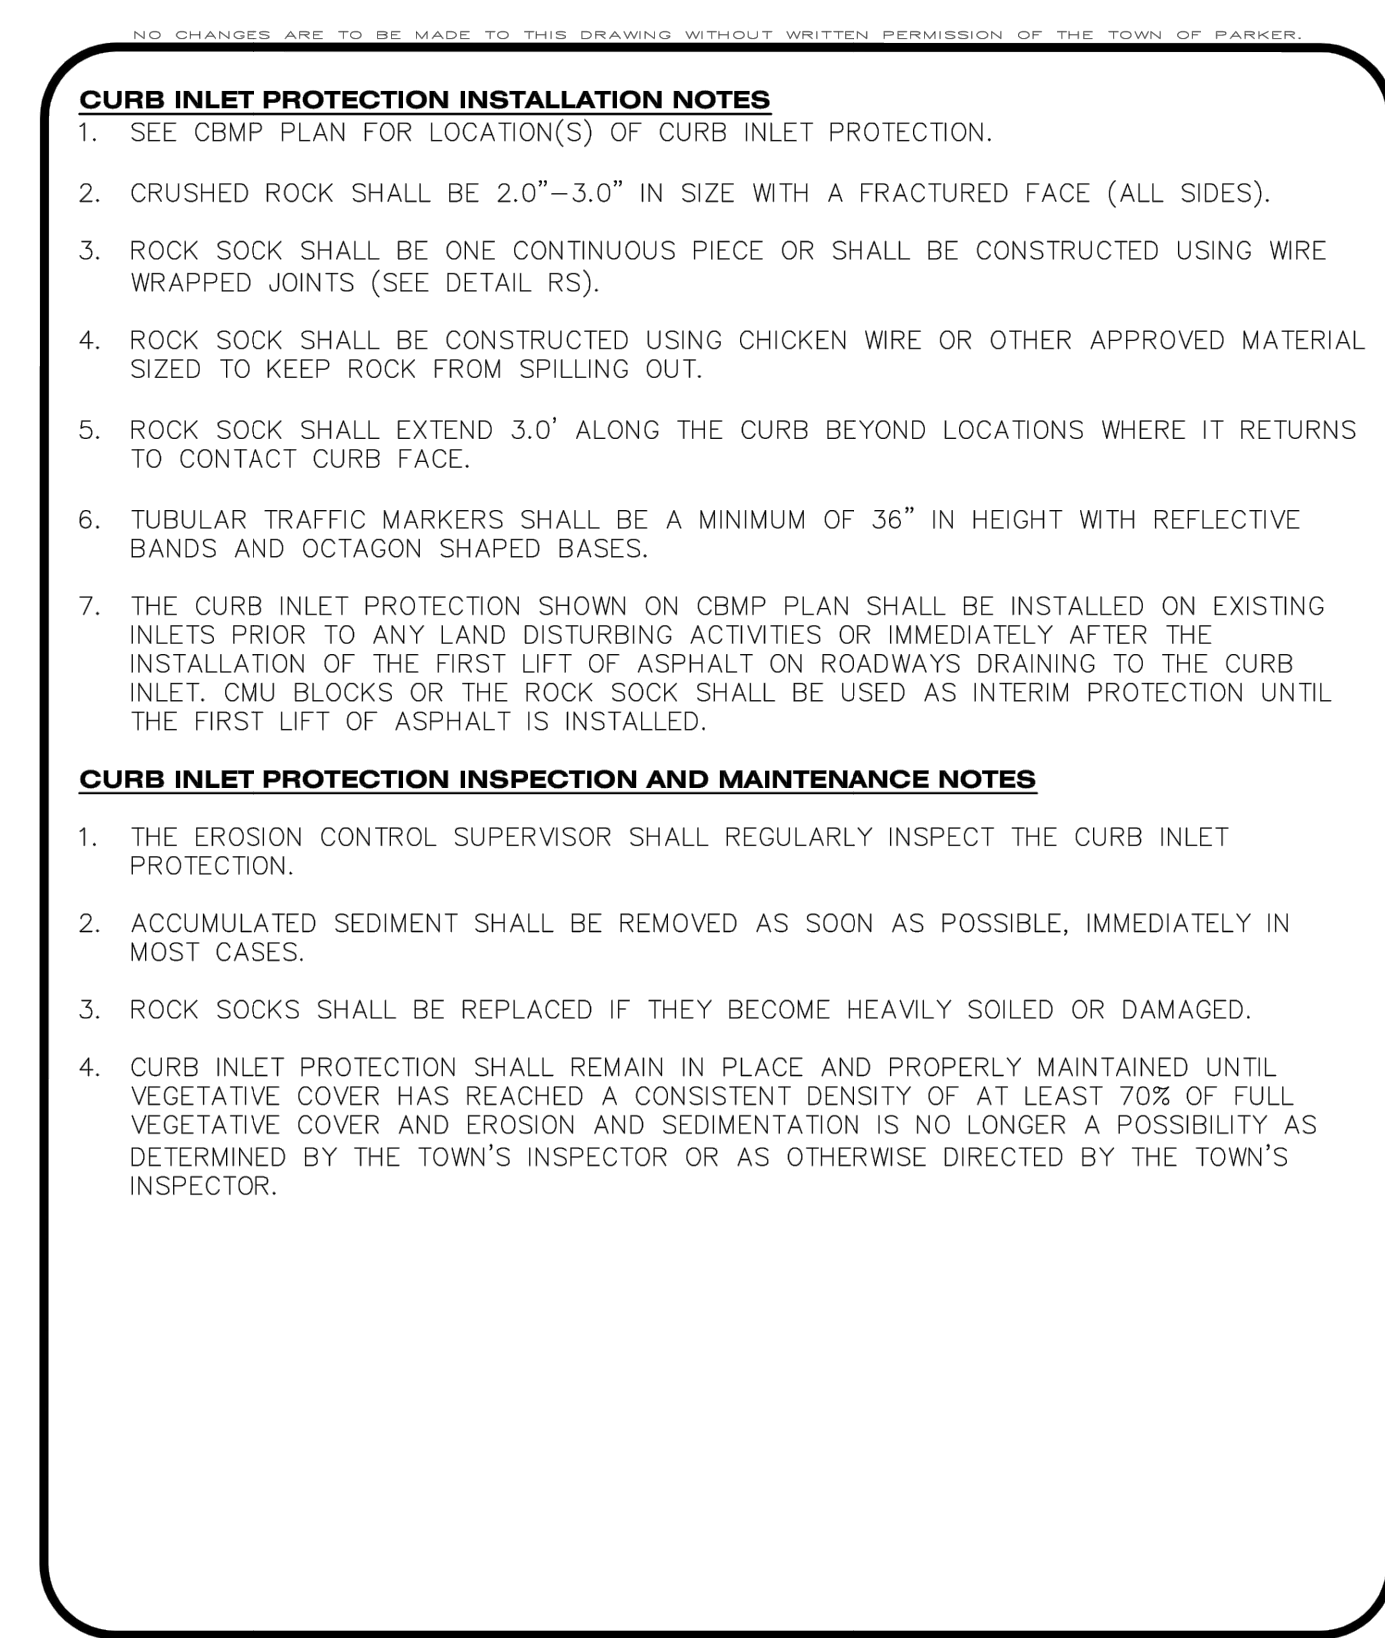 NO CHANGES ARE TO BE MADE TO THIS DRAWING WITHOUT WRITTEN PERMISSION OF THE TOWN OF PARKER.
CURB INLET PROTECTION INSTALLATION NOTES
1. SEE CBMP PLAN FOR LOCATION(S) OF CURB INLET PROTECTION.
2. CRUSHED ROCK SHALL BE 2.0"–3.0" IN SIZE WITH A FRACTURED FACE (ALL SIDES).
3. ROCK SOCK SHALL BE ONE CONTINUOUS PIECE OR SHALL BE CONSTRUCTED USING WIRE
WRAPPED JOINTS (SEE DETAIL RS).
4. ROCK SOCK SHALL BE CONSTRUCTED USING CHICKEN WIRE OR OTHER APPROVED MATERIAL
SIZED TO KEEP ROCK FROM SPILLING OUT.
5. ROCK SOCK SHALL EXTEND 3.0' ALONG THE CURB BEYOND LOCATIONS WHERE IT RETURNS
TO CONTACT CURB FACE.
6. TUBULAR TRAFFIC MARKERS SHALL BE A MINIMUM OF 36" IN HEIGHT WITH REFLECTIVE
BANDS AND OCTAGON SHAPED BASES.
7. THE CURB INLET PROTECTION SHOWN ON CBMP PLAN SHALL BE INSTALLED ON EXISTING
INLETS PRIOR TO ANY LAND DISTURBING ACTIVITIES OR IMMEDIATELY AFTER THE
INSTALLATION OF THE FIRST LIFT OF ASPHALT ON ROADWAYS DRAINING TO THE CURB
INLET. CMU BLOCKS OR THE ROCK SOCK SHALL BE USED AS INTERIM PROTECTION UNTIL
THE FIRST LIFT OF ASPHALT IS INSTALLED.
CURB INLET PROTECTION INSPECTION AND MAINTENANCE NOTES
1. THE EROSION CONTROL SUPERVISOR SHALL REGULARLY INSPECT THE CURB INLET
PROTECTION.
2. ACCUMULATED SEDIMENT SHALL BE REMOVED AS SOON AS POSSIBLE, IMMEDIATELY IN
MOST CASES.
3. ROCK SOCKS SHALL BE REPLACED IF THEY BECOME HEAVILY SOILED OR DAMAGED.
4. CURB INLET PROTECTION SHALL REMAIN IN PLACE AND PROPERLY MAINTAINED UNTIL
VEGETATIVE COVER HAS REACHED A CONSISTENT DENSITY OF AT LEAST 70% OF FULL
VEGETATIVE COVER AND EROSION AND SEDIMENTATION IS NO LONGER A POSSIBILITY AS
DETERMINED BY THE TOWN'S INSPECTOR OR AS OTHERWISE DIRECTED BY THE TOWN'S
INSPECTOR.